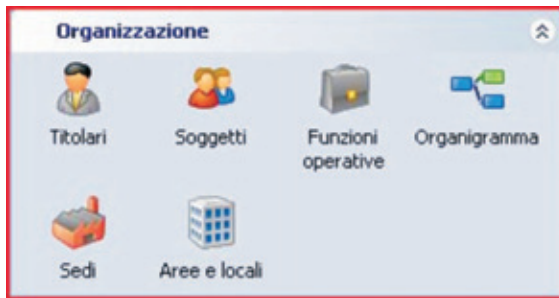 Organizzazione
Titolari Soggetti Funzioni operative Organigramma
Sedi Aree e locali